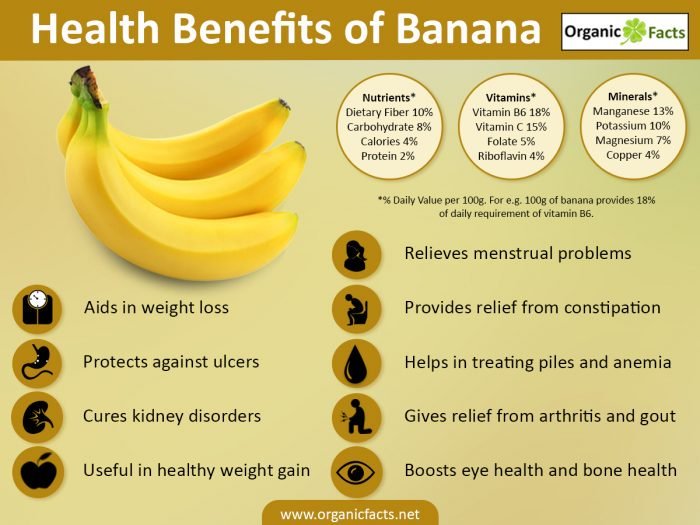 Health Benefits of Banana
Organic Facts
Nutrients*
Dietary Fiber 10%
Carbohydrate 8%
Calories 4%
Protein 2%
Vitamins*
Vitamin B6 18%
Vitamin C 15%
Folate 5%
Riboflavin 4%
Minerals*
Manganese 13%
Potassium 10%
Magnesium 7%
Copper 4%
*% Daily Value per 100g. For e.g. 100g of banana provides 18%
of daily requirement of vitamin B6.
Aids in weight loss
Protects against ulcers
Cures kidney disorders
Useful in healthy weight gain
Relieves menstrual problems
Provides relief from constipation
Helps in treating piles and anemia
Gives relief from arthritis and gout
Boosts eye health and bone health
www.organicfacts.net